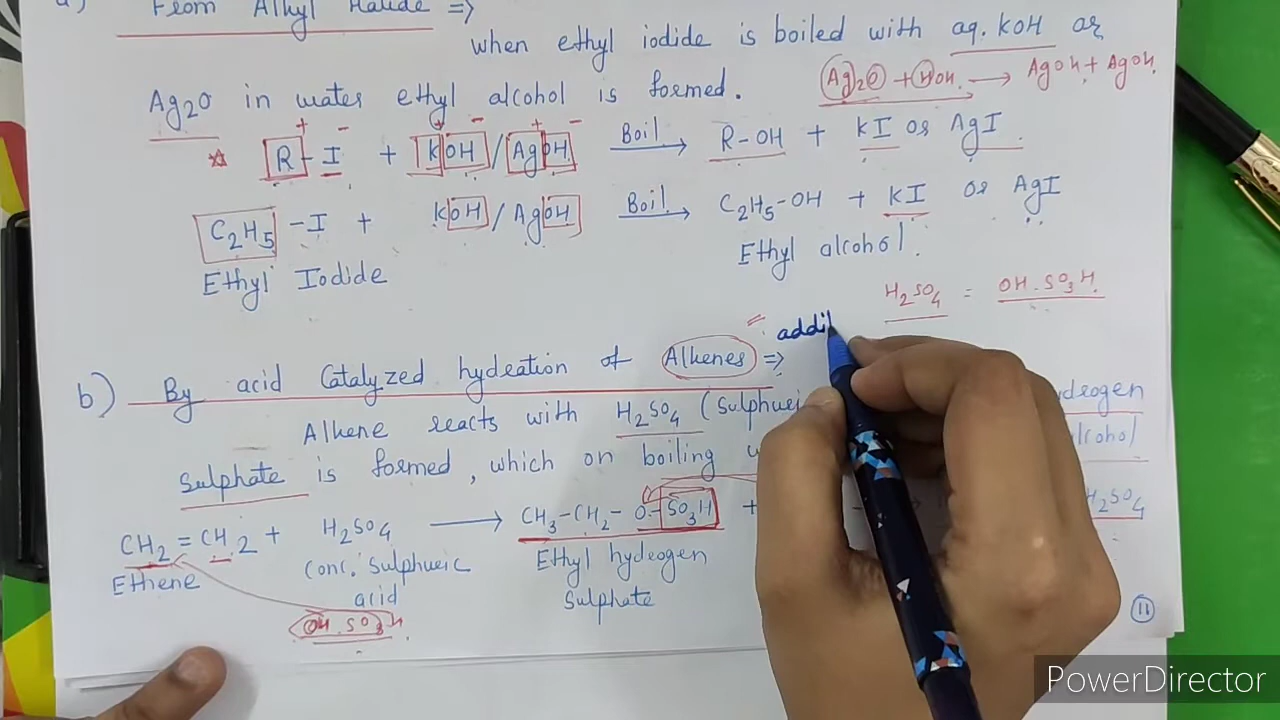 From Alkyl Halide =>
when ethyl iodide is boiled with aq. KOH or
Ag2O in water ethyl alcohol is formed.
Ag2O + HOH → AgOH + AgOH
R - I + KOH / AgOH Boil → R-OH + KI or AgI
C2H5 - I + KOH / AgOH Boil → C2H5-OH + KI or AgI
Ethyl Iodide Ethyl alcohol.
H2SO4 = OH.SO3H
addi
b) By acid Catalyzed hydration of Alkenes =>
Alkene reacts with H2SO4 (Sulphuric hydrogen
Sulphate is formed, which on boiling alcohol
CH2 = CH2 + H2SO4 → CH3-CH2-O-SO3H + H2SO4
Ethene Conc. Sulphuric acid Ethyl hydrogen Sulphate
OH.SO3H
11
PowerDirector